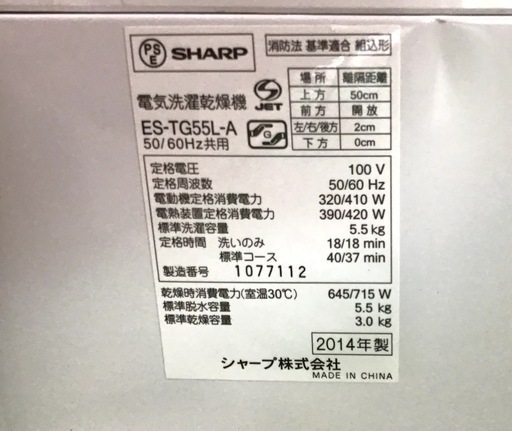 PS E SHARP
消防法 基準適合 組込形
電気洗濯乾燥機 S JET
ES-TG55L-A
50/60Hz共用 G
場所 離隔距離
上方 50cm
前方 開放
左/右/後方 2cm
下方 0cm
定格電圧 100 V
定格周波数 50/60 Hz
電動機定格消費電力 320/410 W
電熱装置定格消費電力 390/420 W
標準洗濯容量 5.5 kg
定格時間 洗いのみ 18/18 min
標準コース 40/37 min
製造番号 1077112
乾燥時消費電力(室温30℃) 645/715 W
標準脱水容量 5.5 kg
標準乾燥容量 3.0 kg
2014年製
シャープ株式会社
MADE IN CHINA